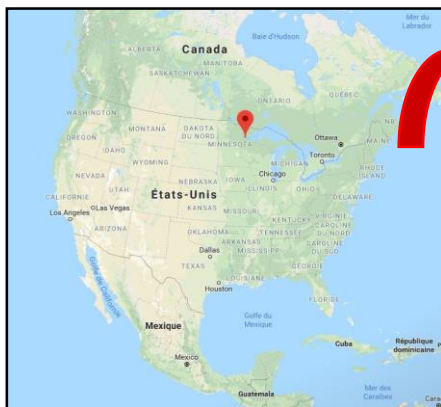 Mer du
Labrador
Baie d'Hudson
Canada
ALBERTA
MANITOBA
SASKATCHEWAN
ONTARIO
QUÉBEC
WASHINGTON
MONTANA
DAKOTA
DU NORD
MINNESOTA
Ottawa
MAINE
NB
OREGON
IDAHO
WYOMING
MICHIGAN
Toronto
RHODE
ISLAND
Chicago
NEVADA
UTAH
NEBRASKA
IOWA
ILLINOIS
OHIO
DELAWARE
États-Unis
CALIFORNIE
Las Vegas
Los Angeles
KANSAS
MISSOURI
KENTUCKY
VIRGINIE
ARIZONA
OKLAHOMA
TENNESSEE
CAROLINE
DU NORD
ARKANSAS
CAROLINE
DU SUD
MISSISSIPPI
Dallas
TEXAS
GEORGIE
LOUISIANE
Houston
FLORIDE
Golfe de Californie
Golfe du
Mexique
Mexique
Cuba
République
dominicaine
Mexico
Mer des
Caraïbes
Guatemala
Cara